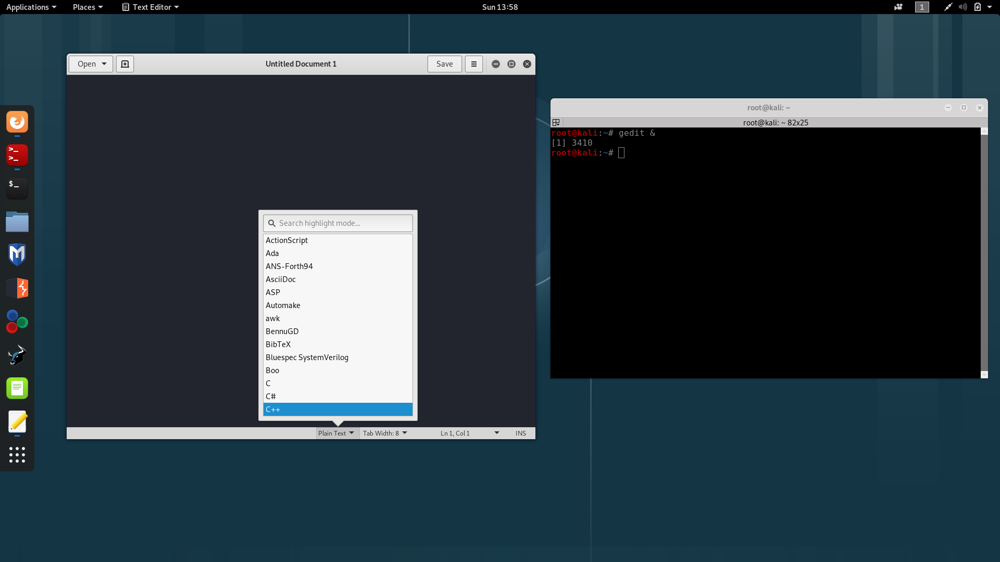 Applications Places Text Editor Sun 13:58 1
Open Untitled Document 1 Save
Search highlight mode...
ActionScript
Ada
ANS-Forth94
AsciiDoc
ASP
Automake
awk
BennuGD
BibTeX
Bluespec SystemVerilog
Boo
C
C#
C++
Plain Text Tab Width: 8 Ln 1, Col 1 INS
root@kali: ~
root@kali: ~ 82x25
root@kali:~# gedit &
[1] 3410
root@kali:~#
>_
>_
$_